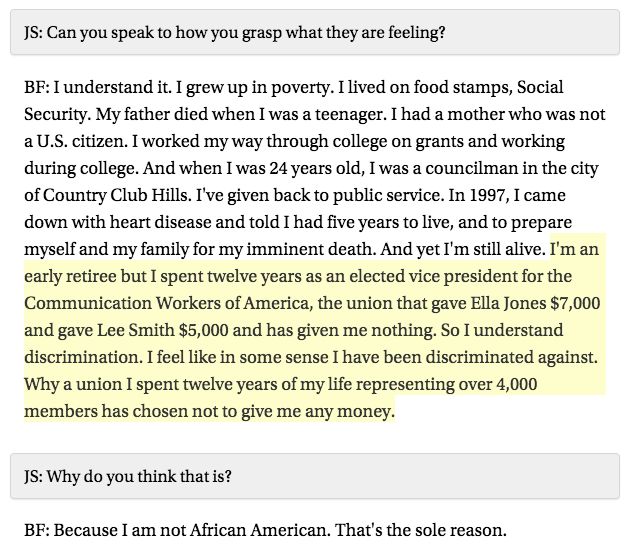 JS: Can you speak to how you grasp what they are feeling?
BF: I understand it. I grew up in poverty. I lived on food stamps, Social
Security. My father died when I was a teenager. I had a mother who was not
a U.S. citizen. I worked my way through college on grants and working
during college. And when I was 24 years old, I was a councilman in the city
of Country Club Hills. I've given back to public service. In 1997, I came
down with heart disease and told I had five years to live, and to prepare
myself and my family for my imminent death. And yet I'm still alive. I'm an
early retiree but I spent twelve years as an elected vice president for the
Communication Workers of America, the union that gave Ella Jones $7,000
and gave Lee Smith $5,000 and has given me nothing. So I understand
discrimination. I feel like in some sense I have been discriminated against.
Why a union I spent twelve years of my life representing over 4,000
members has chosen not to give me any money.
JS: Why do you think that is?
BF: Because I am not African American. That's the sole reason.